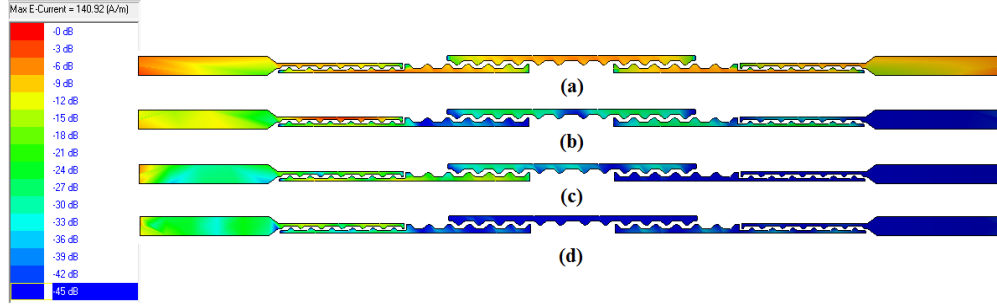 Max E-Current = 140.92 (A/m)
-0 dB
-3 dB
-6 dB
-9 dB
-12 dB
-15 dB
-18 dB
-21 dB
-24 dB
-27 dB
-30 dB
-33 dB
-36 dB
-39 dB
-42 dB
-45 dB
(a)
(b)
(c)
(d)